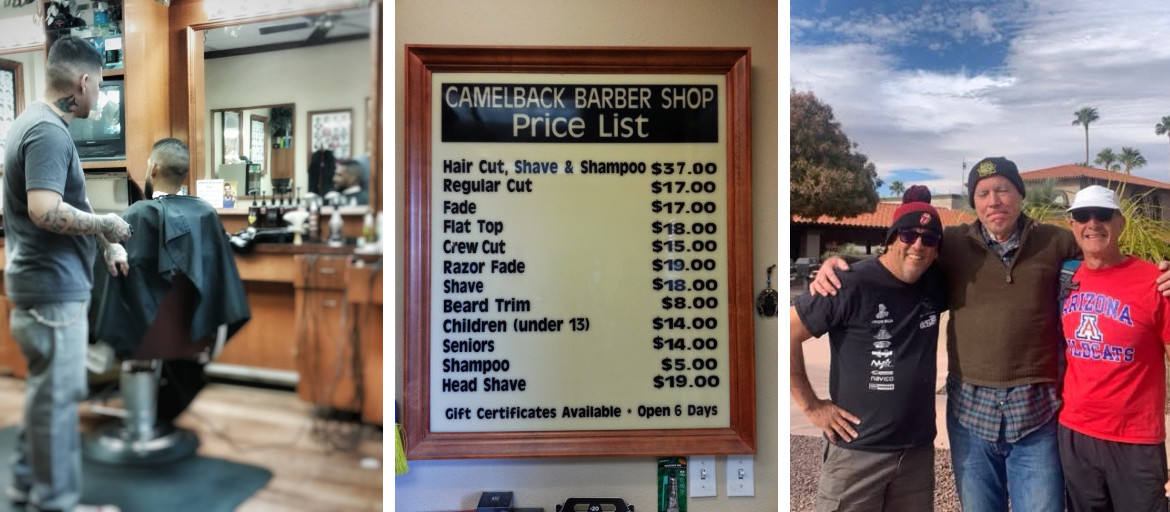 CAMELBACK BARBER SHOP
Price List
Hair Cut, Shave & Shampoo $37.00
Regular Cut $17.00
Fade $17.00
Flat Top $18.00
Crew Cut $15.00
Razor Fade $19.00
Shave $18.00
Beard Trim $8.00
Children (under 13) $14.00
Seniors $14.00
Shampoo $5.00
Head Shave $19.00
Gift Certificates Available • Open 6 Days
navico
ARIZONA
A
WILDCATS